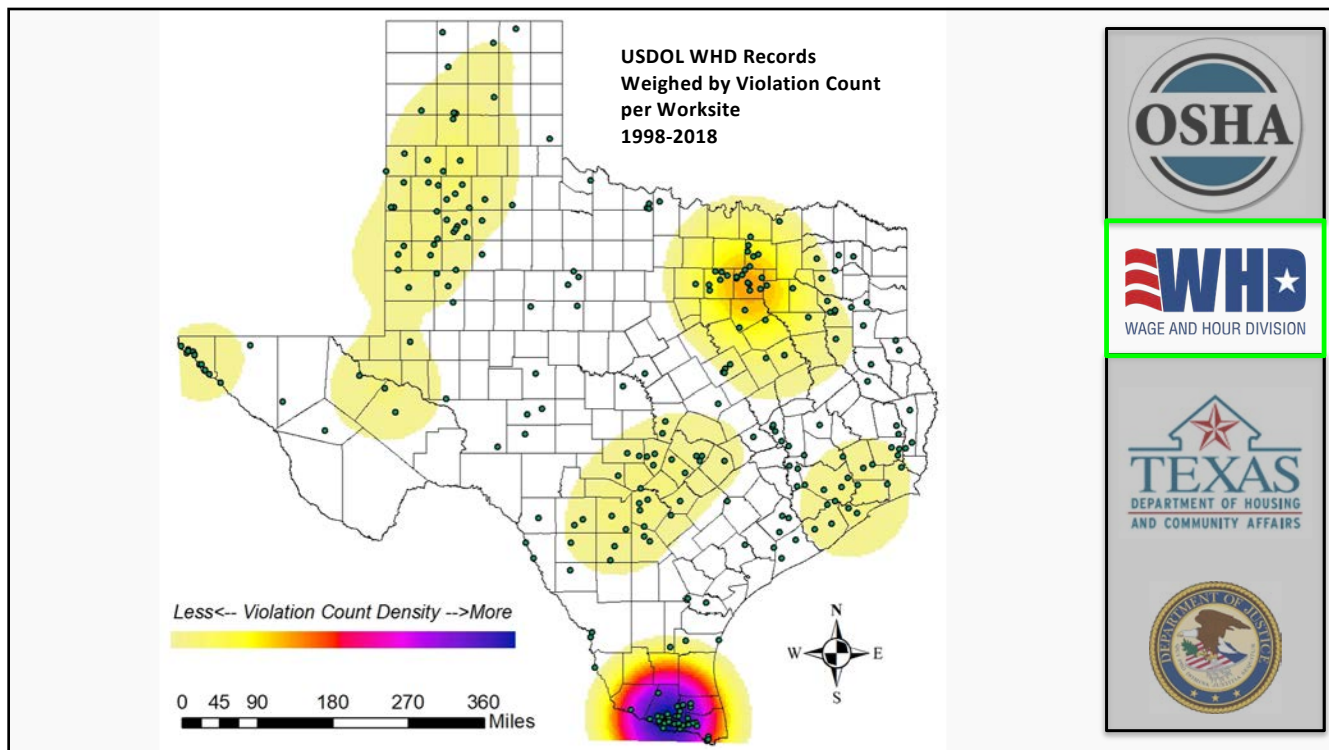 USDOL WHD Records
Weighed by Violation Count
per Worksite
1998-2018
Less<-- Violation Count Density -->More
0 45 90 180 270 360
Miles
N
W E
S
OSHA
WHD
WAGE AND HOUR DIVISION
TEXAS
DEPARTMENT OF HOUSING
AND COMMUNITY AFFAIRS
DEPARTMENT OF JUSTICE